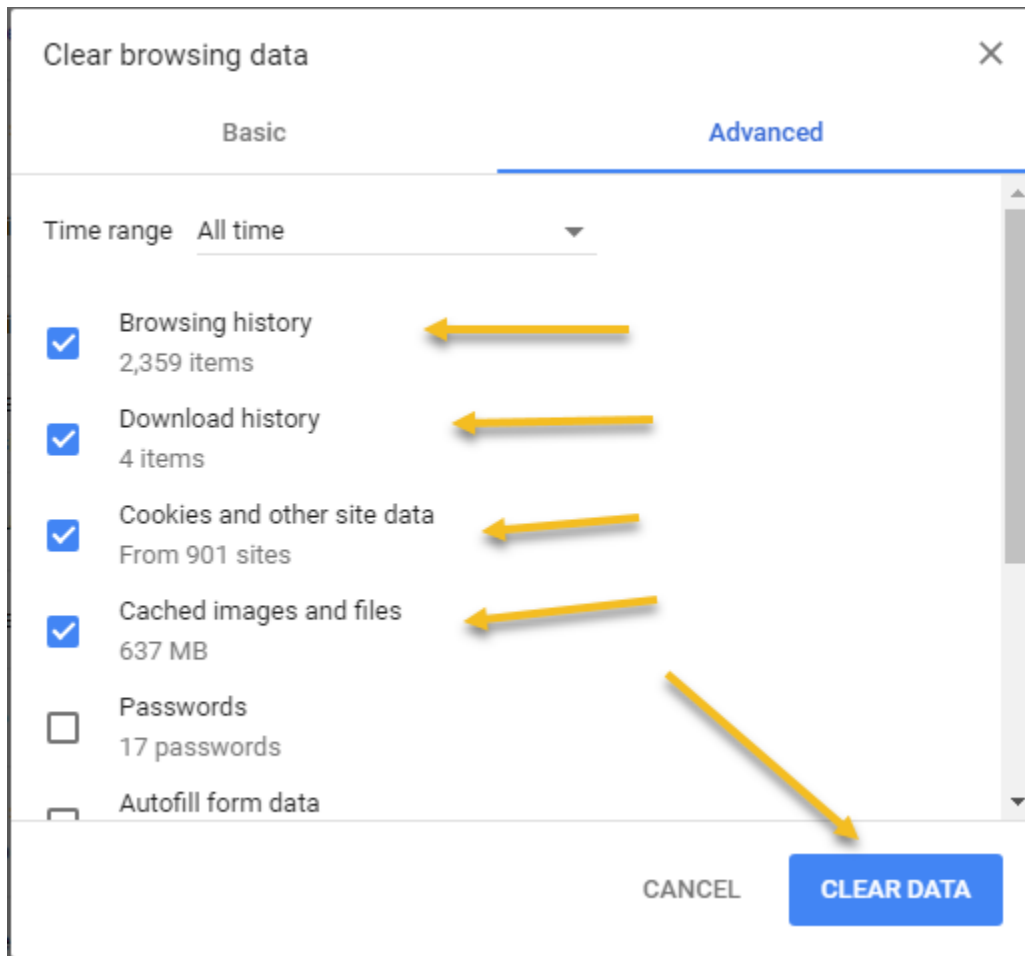 Clear browsing data
Basic
Advanced
Time range All time
Browsing history
2,359 items
Download history
4 items
Cookies and other site data
From 901 sites
Cached images and files
637 MB
Passwords
17 passwords
Autofill form data
CANCEL
CLEAR DATA